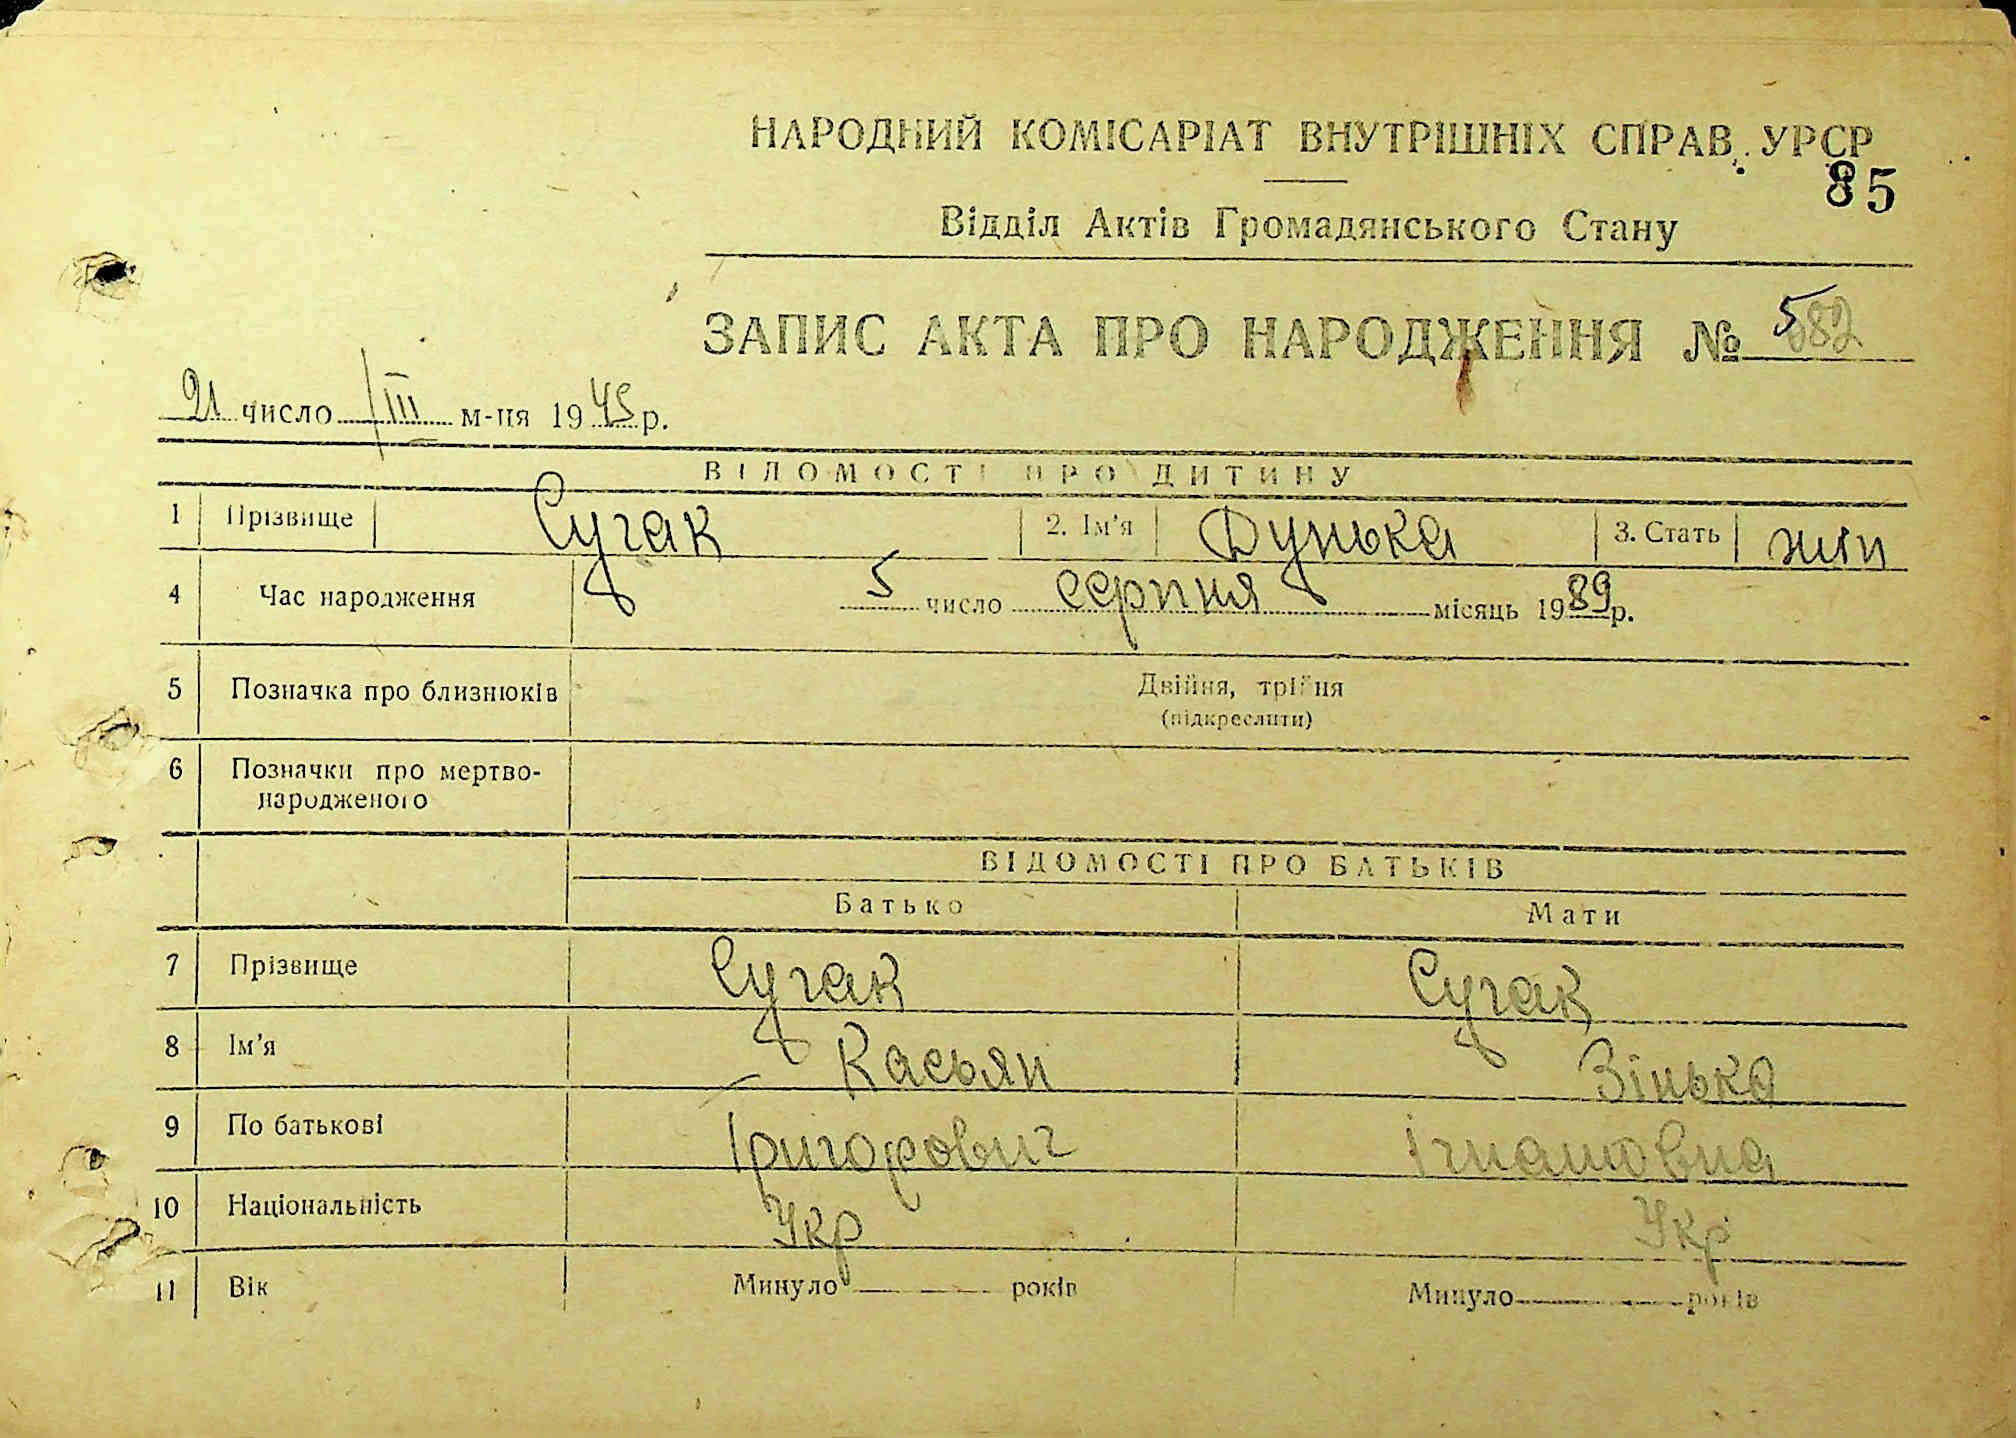 НАРОДНИЙ КОМІСАРІАТ ВНУТРІШНІХ СПРАВ УРСР
85
Відділ Актів Громадянського Стану
ЗАПИС АКТА ПРО НАРОДЖЕННЯ № 582
21 число III м-ця 1945 р.
ВІДОМОСТІ ПРО ДИТИНУ
1 Прізвище Сугак 2. Ім'я Дунька 3. Стать жін
4 Час народження 5 число серпня місяць 1989 р.
5 Позначка про близнюків Двійня, трійня
(підкреслити)
6 Позначки про мертво-
народженого
ВІДОМОСТІ ПРО БАТЬКІВ
Батько Мати
7 Прізвище Сугак Сугак
8 Ім'я Касьян Зінька
9 По батькові Григорович Ігнатовна
10 Національність Укр Укр
11 Вік Минуло років Минуло років